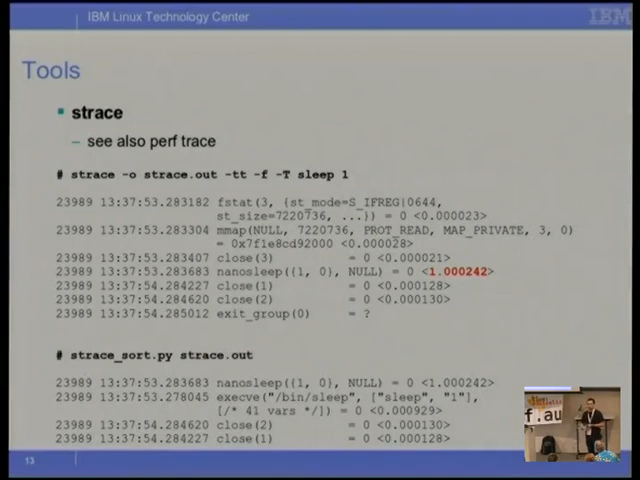 IBM Linux Technology Center
IBM
Tools
strace
– see also perf trace
# strace -o strace.out -tt -f -T sleep 1
23989 13:37:53.283182 fstat(3, {st_mode=S_IFREG|0644,
st_size=7220736, ...}) = 0 <0.000023>
23989 13:37:53.283304 mmap(NULL, 7220736, PROT_READ, MAP_PRIVATE, 3, 0)
= 0x7f1e8cd92000 <0.000028>
23989 13:37:53.283407 close(3) = 0 <0.000021>
23989 13:37:53.283683 nanosleep({1, 0}, NULL) = 0 <1.000242>
23989 13:37:54.284227 close(1) = 0 <0.000128>
23989 13:37:54.284620 close(2) = 0 <0.000130>
23989 13:37:54.285012 exit_group(0) = ?
# strace_sort.py strace.out
23989 13:37:53.283683 nanosleep({1, 0}, NULL) = 0 <1.000242>
23989 13:37:53.278045 execve("/bin/sleep", ["sleep", "1"],
[/* 41 vars */]) = 0 <0.000929>
23989 13:37:54.284620 close(2) = 0 <0.000130>
23989 13:37:54.284227 close(1) = 0 <0.000128>
13
f.au